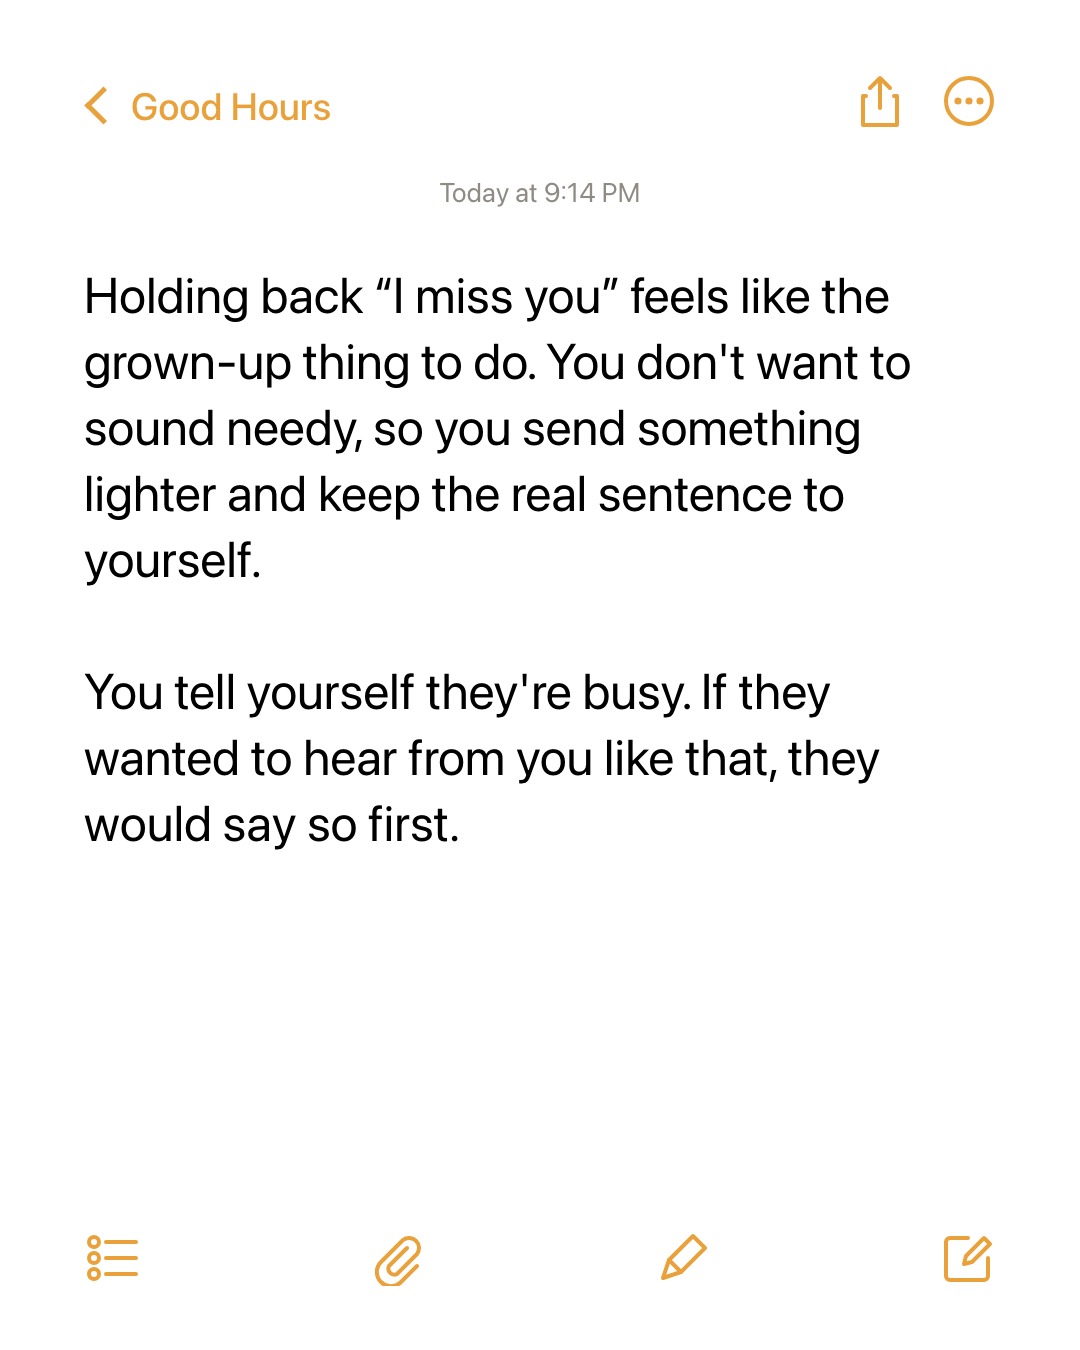 Good Hours
Today at 9:14 PM
Holding back “I miss you” feels like the
grown-up thing to do. You don't want to
sound needy, so you send something
lighter and keep the real sentence to
yourself.
You tell yourself they're busy. If they
wanted to hear from you like that, they
would say so first.